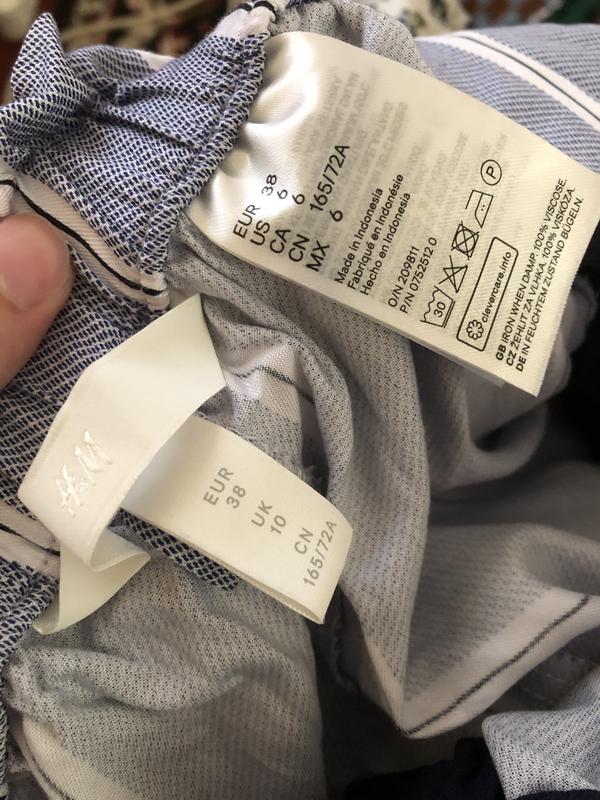 EUR 38
US 6
CA 6
CN 165/72A
MX 6
Made in Indonesia
Fabriqué en Indonésie
Hecho en Indonesia
O/N 209811
P/N 0752512.0
30
P
clevercare.info
GB IRON WHEN DAMP. 100% VISCOSE.
CZ ŽEHLIT ZA VLHKA. 100% VISKÓZA.
DE IN FEUCHTEM ZUSTAND BÜGELN.
H&M
EUR
38
UK
10
CN
165/72A